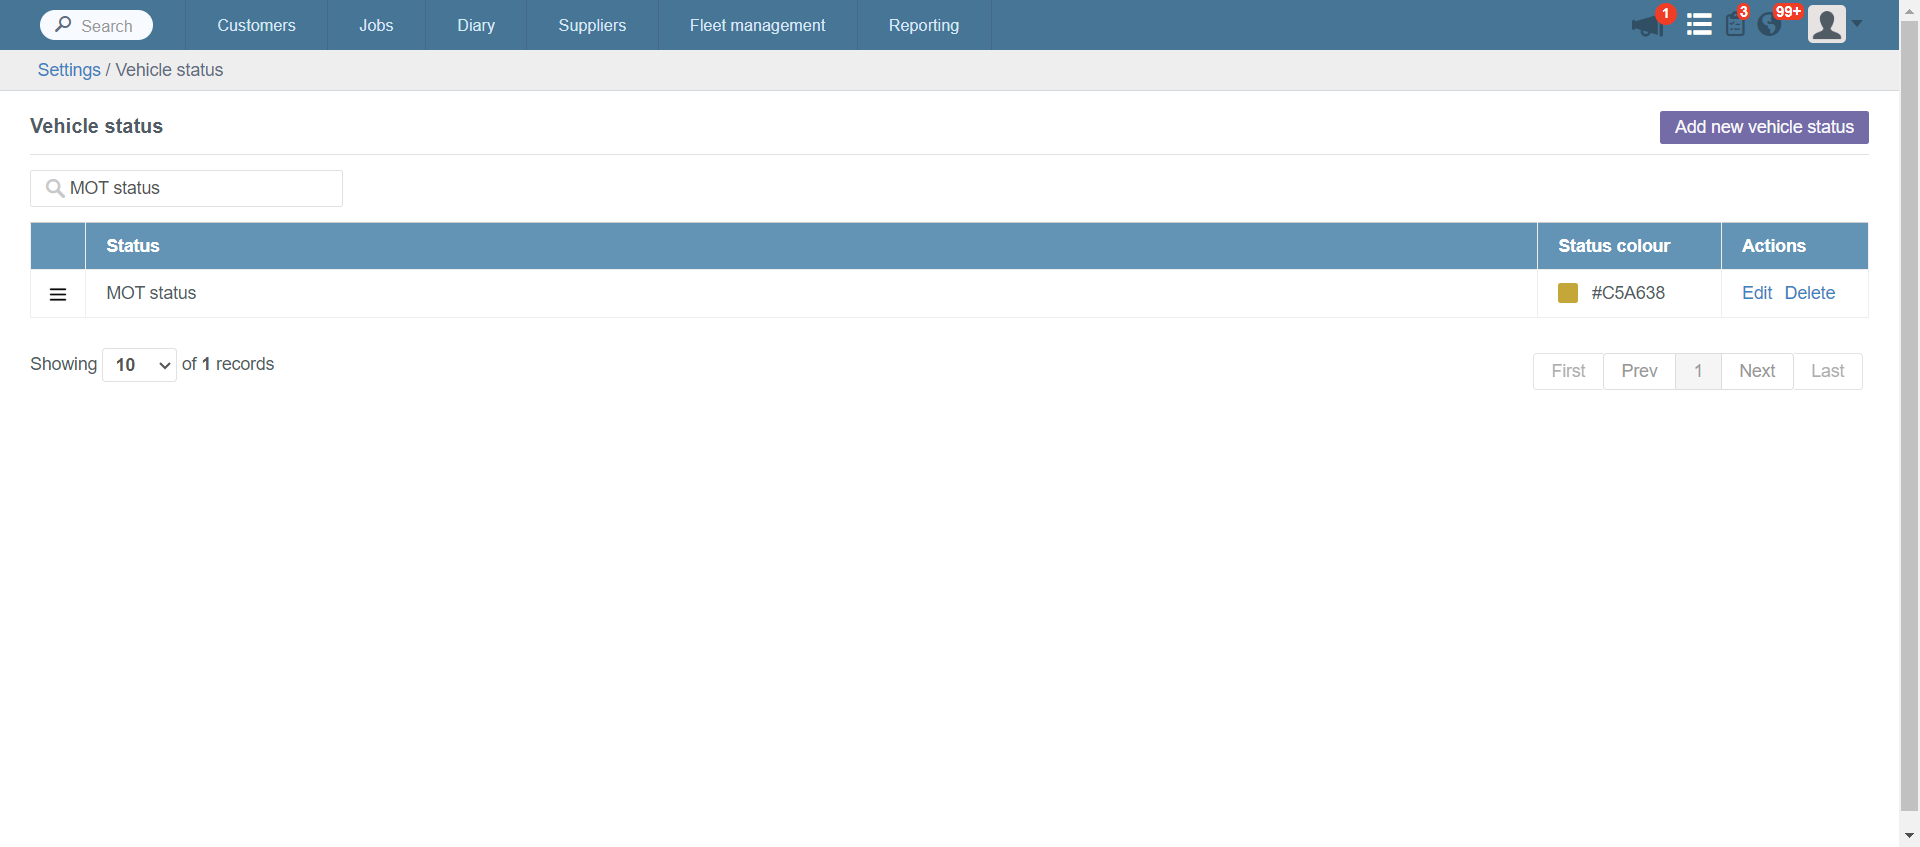 Search Customers Jobs Diary Suppliers Fleet management Reporting 1 3 99+
Settings / Vehicle status
Vehicle status Add new vehicle status
MOT status
Status Status colour Actions
MOT status #C5A638 Edit Delete
Showing 10 of 1 records First Prev 1 Next Last